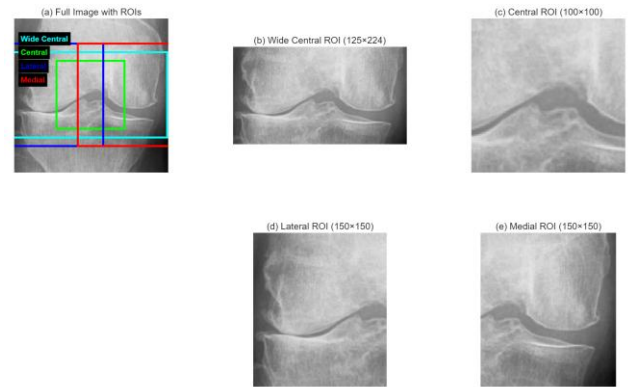 (a) Full Image with ROIs
Wide Central
Central
Lateral
Medial
(b) Wide Central ROI (125×224)
(c) Central ROI (100×100)
(d) Lateral ROI (150×150)
(e) Medial ROI (150×150)